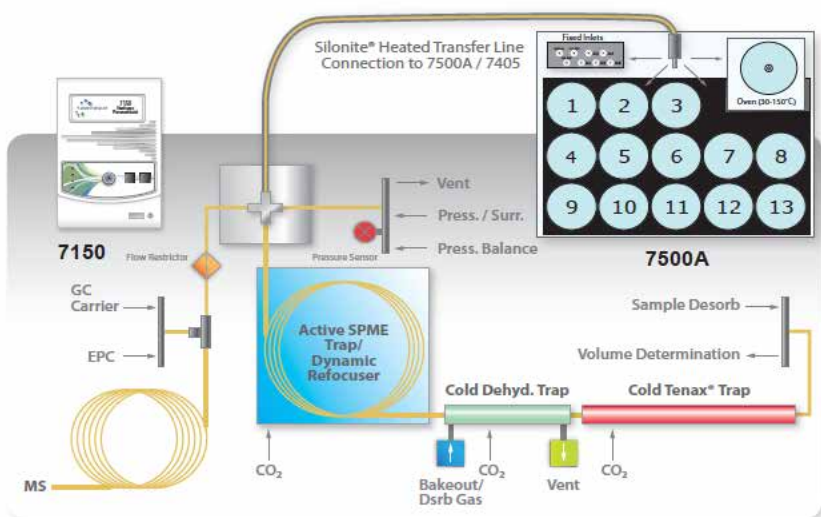 Silonite® Heated Transfer Line
Connection to 7500A / 7405
Fixed Inlets
Oven (30-150°C)
1
2
3
4
5
6
7
8
9
10
11
12
13
7500A
7150
7150
Flow Restrictor
Vent
Press. / Surr.
Press. Balance
Pressure Sensor
GC
Carrier
EPC
MS
Active SPME
Trap/
Dynamic
Refocuser
Sample Desorb
Volume Determination
Cold Dehyd. Trap
Cold Tenax® Trap
CO₂
Bakeout/
Dsrb Gas
CO₂
Vent
CO₂